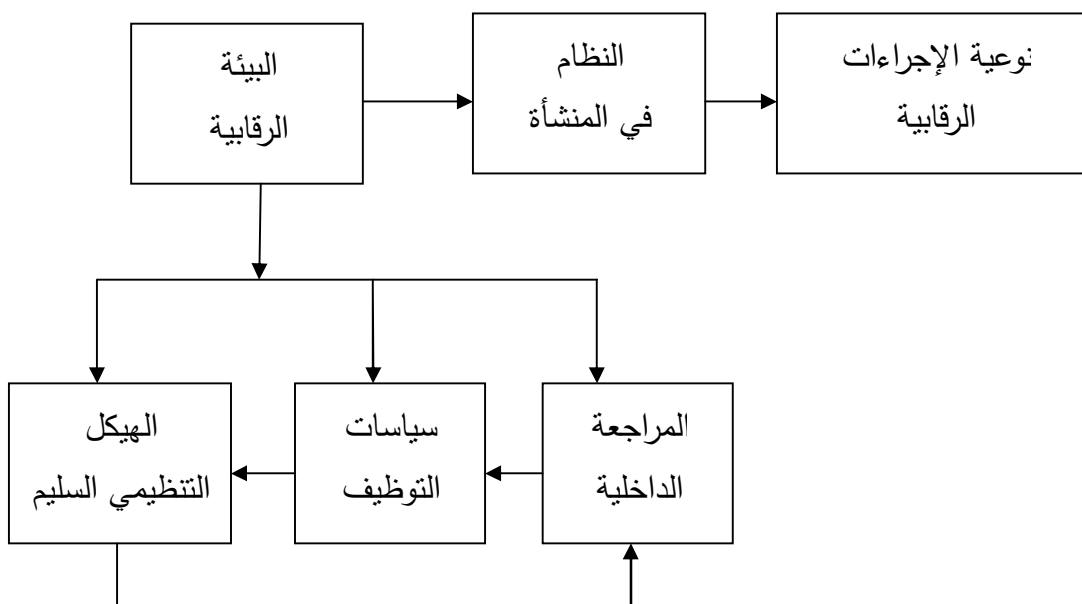 البيئة
الرقابية
النظام
في المنشأة
نوعية الإجراءات
الرقابية
المراجعة
الداخلية
سياسات
التوظيف
الهيكل
التنظيمي السليم